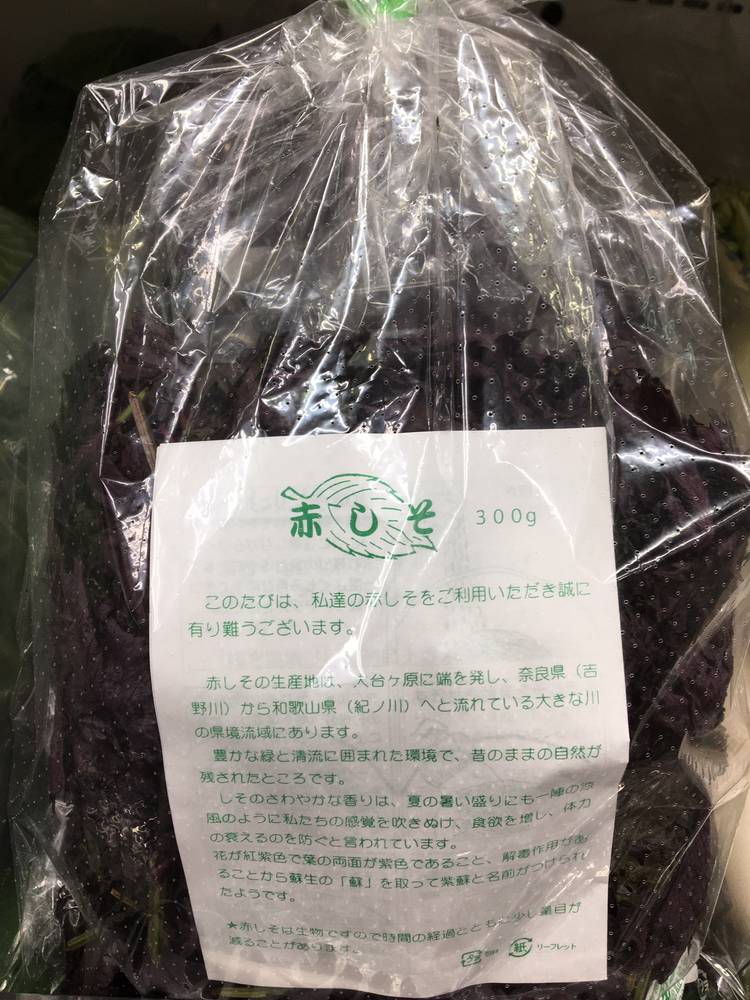 赤しそ 300g
このたびは、私達の赤しそをご利用いただき誠に
有り難うございます。
赤しその生産地は、大台ヶ原に端を発し、奈良県（吉
野川）から和歌山県（紀ノ川）へと流れている大きな川
の県境流域にあります。
豊かな緑と清流に囲まれた環境で、昔のままの自然が
残されたところです。
しそのさわやかな香りは、夏の暑い盛りにも一陣の涼
風のように私たちの感覚を吹きぬけ、食欲を増し、体力
の衰えるのを防ぐと言われています。
花が紅紫色で葉の両面が紫色であること、解毒作用があ
ることから蘇生の「蘇」を取って紫蘇と名前がつけられ
たようです。
★赤しそは生物ですので時間の経過とともに少し量目が
減ることがあります。
紙 リーフレット